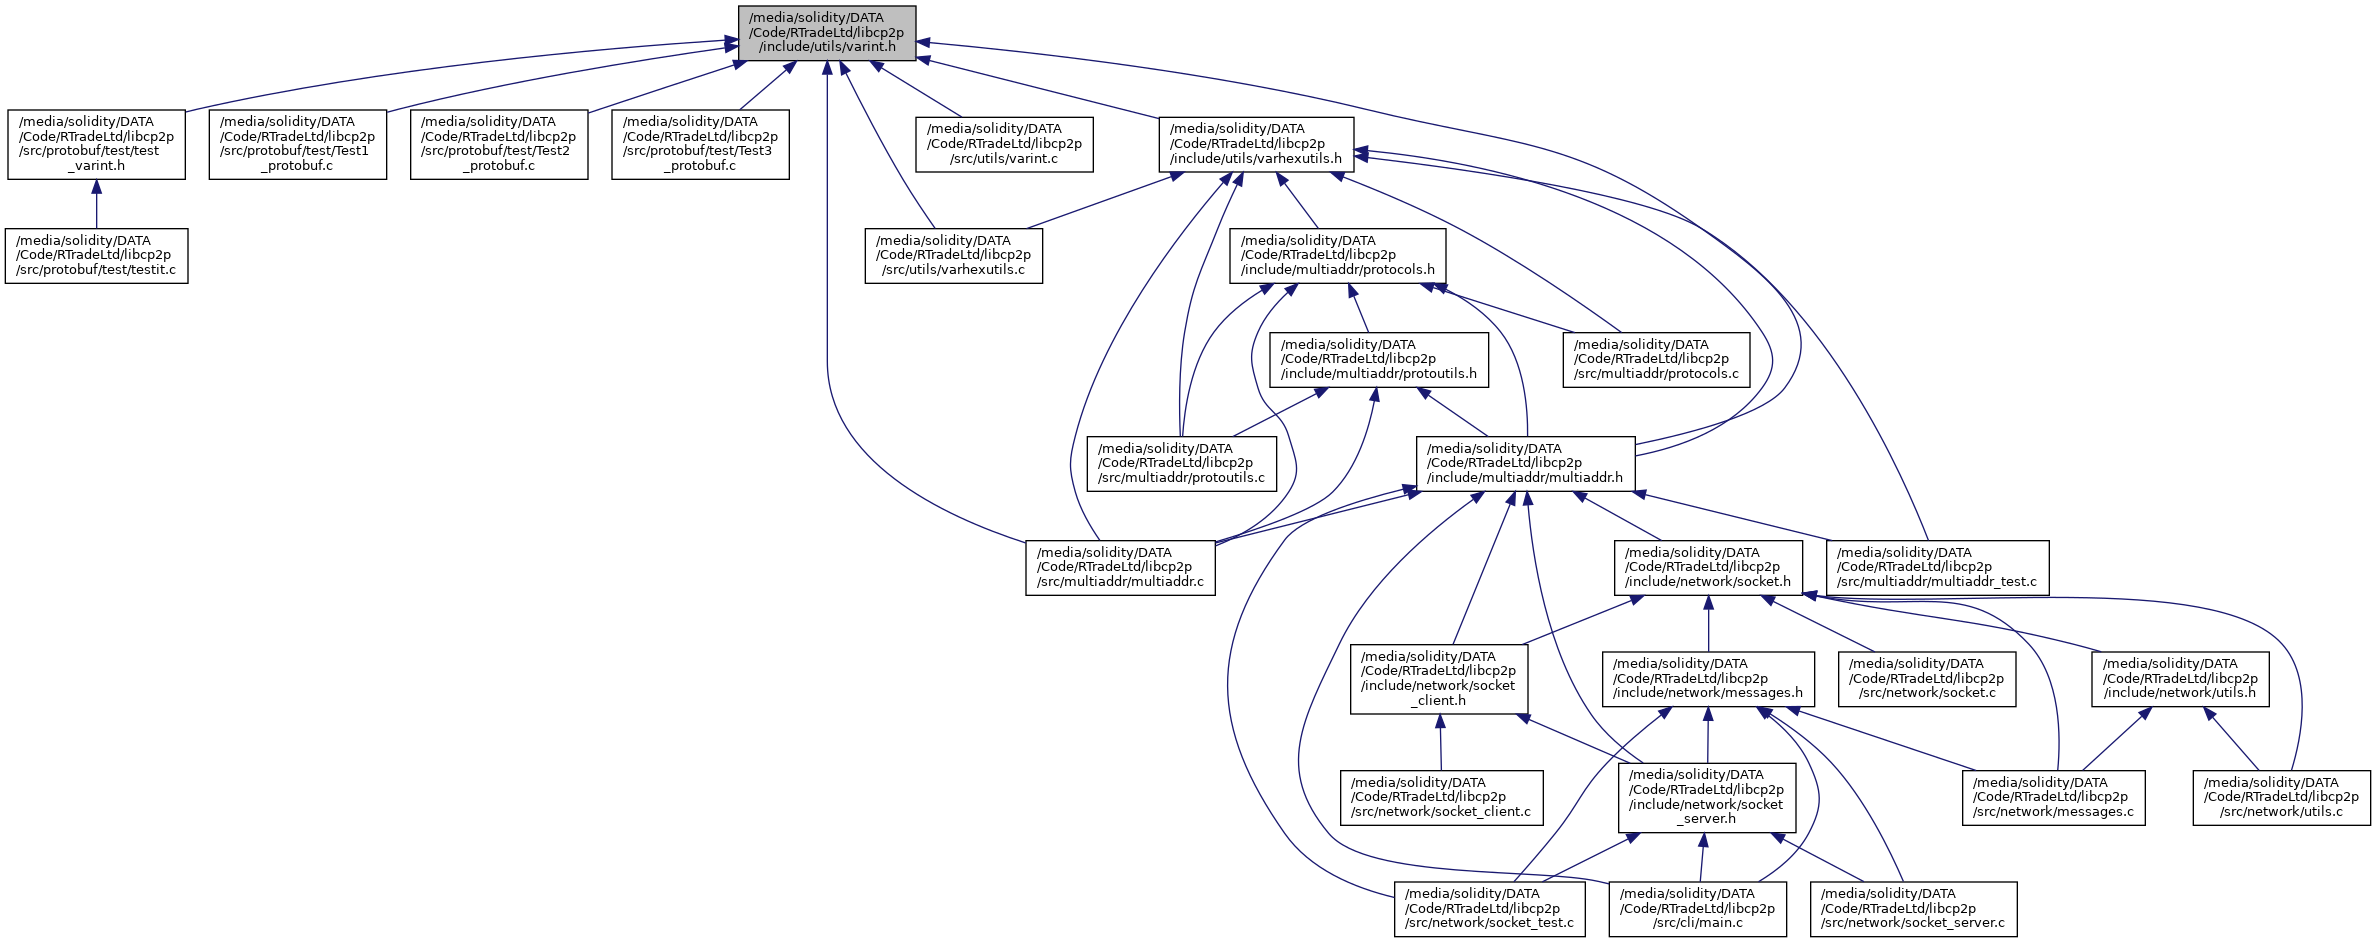 /media/solidity/DATA
/Code/RTradeLtd/libcp2p
/include/utils/varint.h
/media/solidity/DATA
/Code/RTradeLtd/libcp2p
/src/protobuf/test/test
_varint.h
/media/solidity/DATA
/Code/RTradeLtd/libcp2p
/src/protobuf/test/Test1
_protobuf.c
/media/solidity/DATA
/Code/RTradeLtd/libcp2p
/src/protobuf/test/Test2
_protobuf.c
/media/solidity/DATA
/Code/RTradeLtd/libcp2p
/src/protobuf/test/Test3
_protobuf.c
/media/solidity/DATA
/Code/RTradeLtd/libcp2p
/src/utils/varint.c
/media/solidity/DATA
/Code/RTradeLtd/libcp2p
/include/utils/varhexutils.h
/media/solidity/DATA
/Code/RTradeLtd/libcp2p
/src/protobuf/test/testit.c
/media/solidity/DATA
/Code/RTradeLtd/libcp2p
/src/utils/varhexutils.c
/media/solidity/DATA
/Code/RTradeLtd/libcp2p
/include/multiaddr/protocols.h
/media/solidity/DATA
/Code/RTradeLtd/libcp2p
/include/multiaddr/protoutils.h
/media/solidity/DATA
/Code/RTradeLtd/libcp2p
/src/multiaddr/protocols.c
/media/solidity/DATA
/Code/RTradeLtd/libcp2p
/src/multiaddr/protoutils.c
/media/solidity/DATA
/Code/RTradeLtd/libcp2p
/include/multiaddr/multiaddr.h
/media/solidity/DATA
/Code/RTradeLtd/libcp2p
/src/multiaddr/multiaddr.c
/media/solidity/DATA
/Code/RTradeLtd/libcp2p
/include/network/socket.h
/media/solidity/DATA
/Code/RTradeLtd/libcp2p
/src/multiaddr/multiaddr_test.c
/media/solidity/DATA
/Code/RTradeLtd/libcp2p
/include/network/socket
_client.h
/media/solidity/DATA
/Code/RTradeLtd/libcp2p
/include/network/messages.h
/media/solidity/DATA
/Code/RTradeLtd/libcp2p
/src/network/socket.c
/media/solidity/DATA
/Code/RTradeLtd/libcp2p
/include/network/utils.h
/media/solidity/DATA
/Code/RTradeLtd/libcp2p
/src/network/socket_client.c
/media/solidity/DATA
/Code/RTradeLtd/libcp2p
/include/network/socket
_server.h
/media/solidity/DATA
/Code/RTradeLtd/libcp2p
/src/network/messages.c
/media/solidity/DATA
/Code/RTradeLtd/libcp2p
/src/network/utils.c
/media/solidity/DATA
/Code/RTradeLtd/libcp2p
/src/network/socket_test.c
/media/solidity/DATA
/Code/RTradeLtd/libcp2p
/src/cli/main.c
/media/solidity/DATA
/Code/RTradeLtd/libcp2p
/src/network/socket_server.c